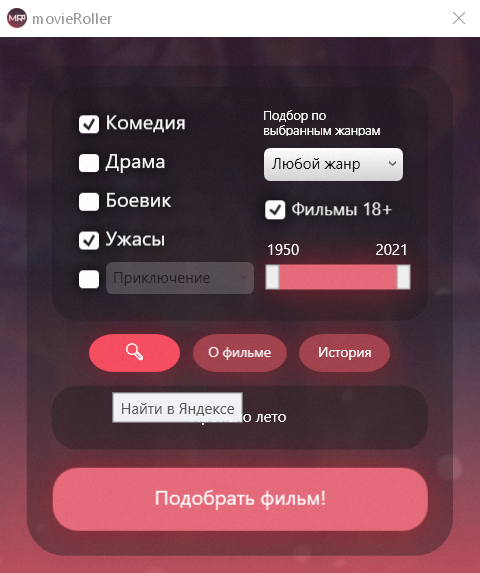 MR
movieRoller
Комедия
Драма
Боевик
Ужасы
Приключение
Подбор по
выбранным жанрам
Любой жанр
Фильмы 18+
1950 2021
О фильме
История
Найти в Яндексе
лето
Подобрать фильм!